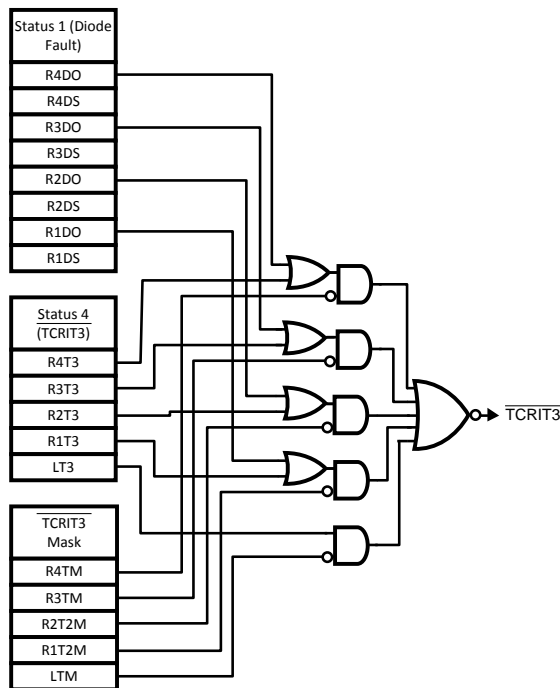 Status 1 (Diode
Fault)
R4DO
R4DS
R3DO
R3DS
R2DO
R2DS
R1DO
R1DS
Status 4
(TCRIT3)
R4T3
R3T3
R2T3
R1T3
LT3
TCRIT3
Mask
R4TM
R3TM
R2T2M
R1T2M
LTM
TCRIT3